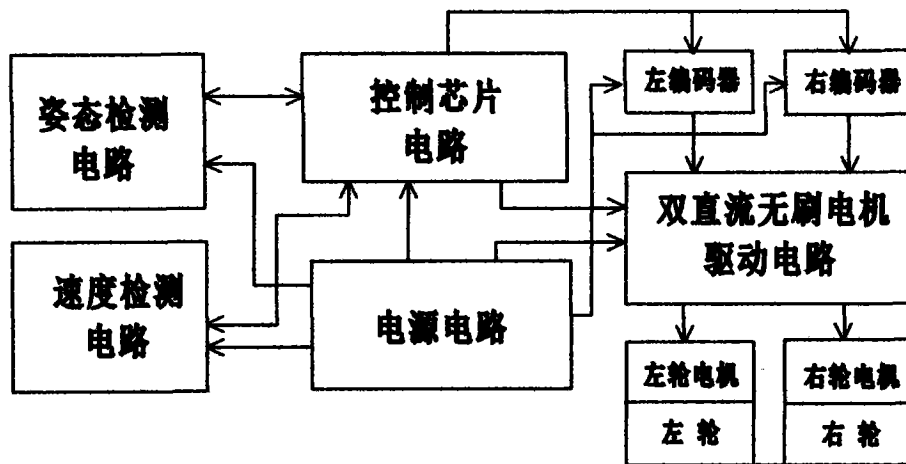 姿态检测
电路
控制芯片
电路
左编码器
右编码器
双直流无刷电机
驱动电路
速度检测
电路
电源电路
左轮电机
右轮电机
左 轮
右 轮